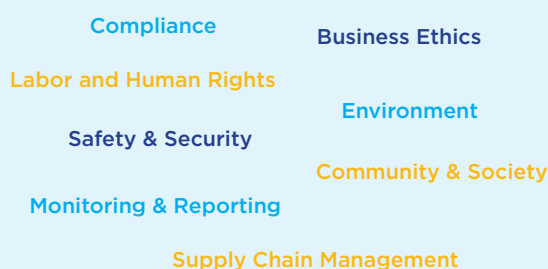 Compliance
Business Ethics
Labor and Human Rights
Environment
Safety & Security
Community & Society
Monitoring & Reporting
Supply Chain Management